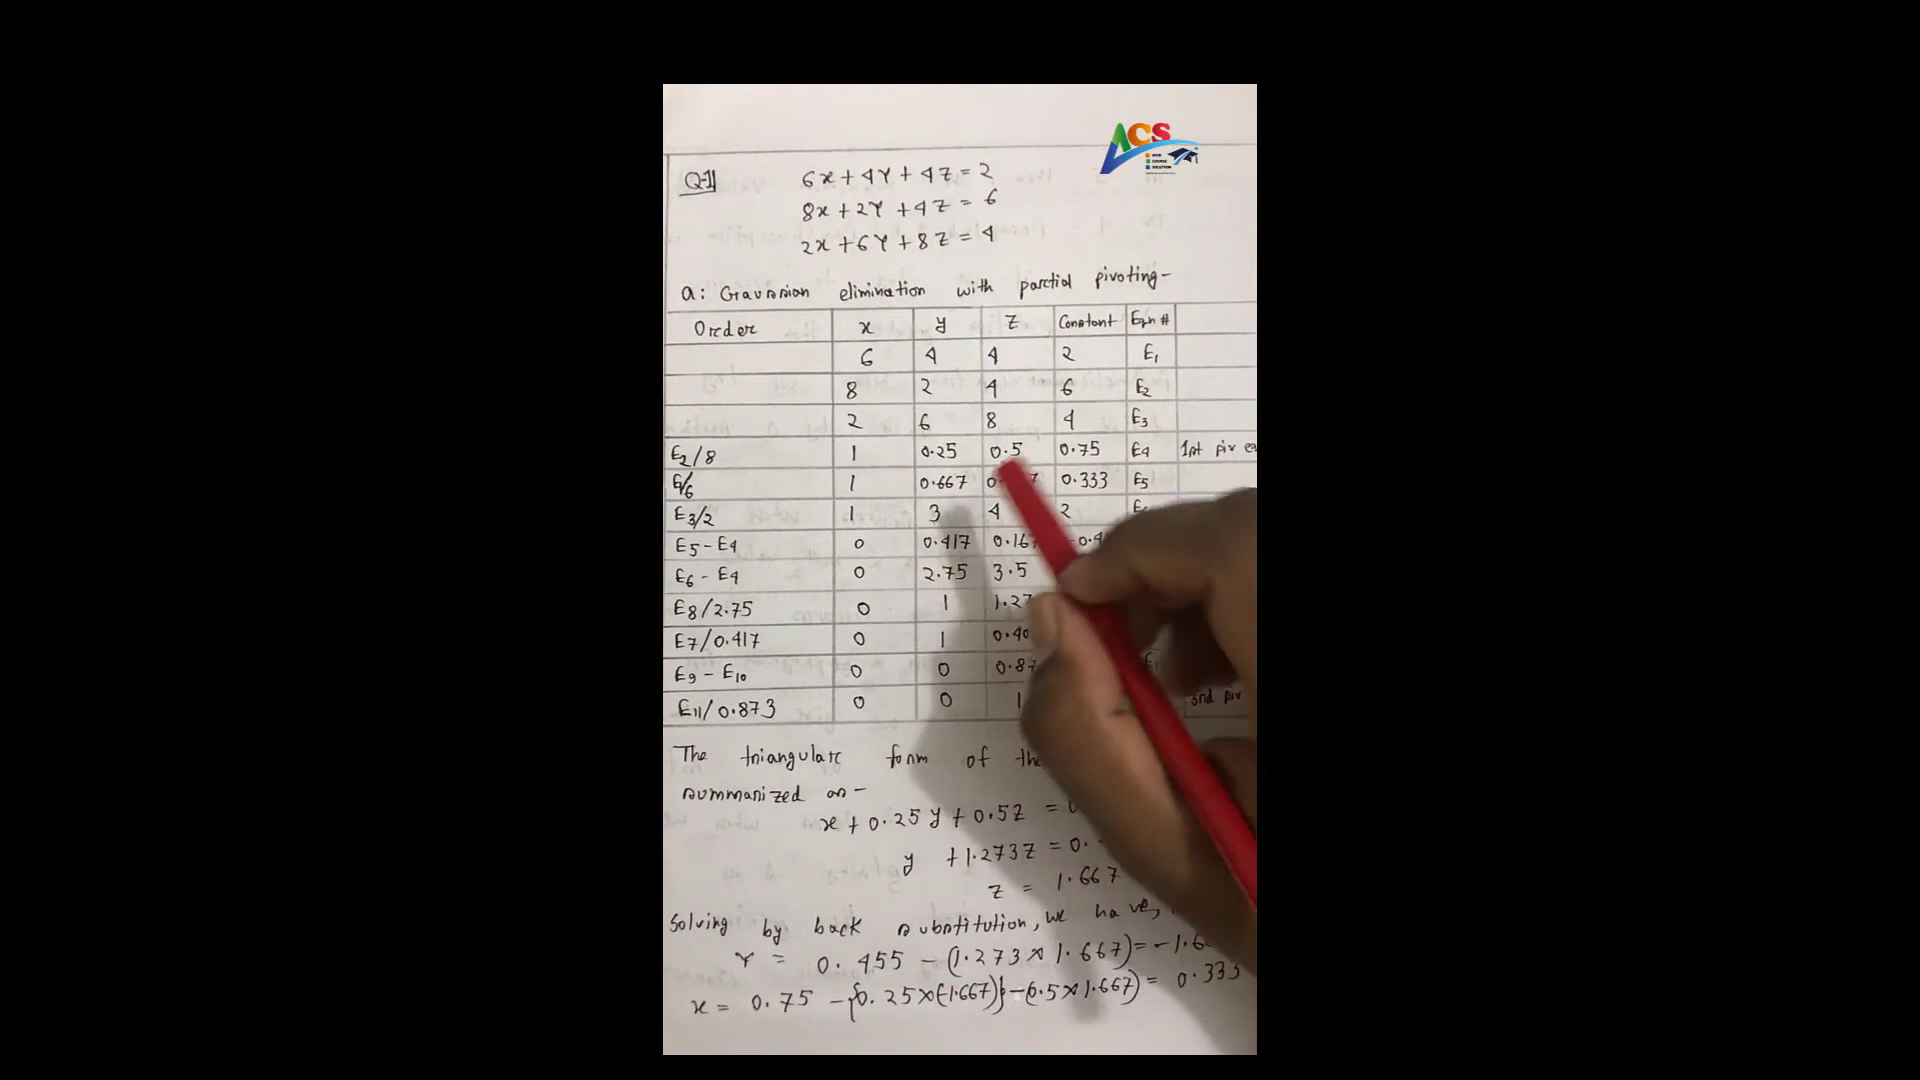 ACS
Q-1
6x + 4Y + 4Z = 2
8x + 2Y + 4Z = 6
2x + 6Y + 8Z = 4
a: Gaussian elimination with partial pivoting-
Order x y z Constant Eqn #
6 4 4 2 E1
8 2 4 6 E2
2 6 8 4 E3
E2/8 1 0.25 0.5 0.75 E4 1st piv
E/6 1 0.667 0.333 E5
E3/2 1 3 4 2
E5 - E4 0 0.417
E6 - E4 0 2.75 3.5
E8/2.75 0 1
E7/0.417 0 1
E9 - E10 0 0
E11/0.873 0 0 1
The triangular form of
summarized as-
x + 0.25 y + 0.5Z =
y + 1.273Z =
z = 1.667
Solving by back substitution, we have,
Y = 0.455 - (1.273 × 1.667) =
x = 0.75 - {0.25×(-1.667)} - (0.5 × 1.667) = 0.333